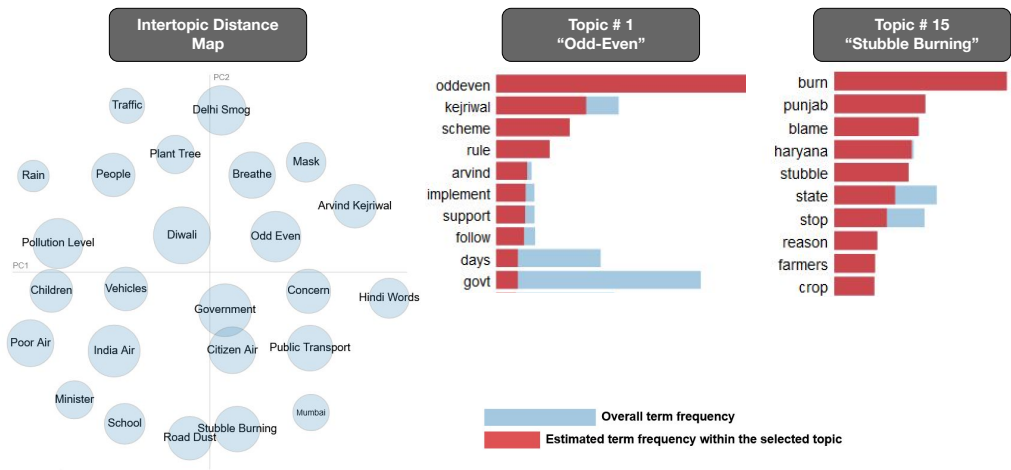 Intertopic Distance
Map
Topic # 1
“Odd-Even”
Topic # 15
“Stubble Burning”
PC2
Traffic
Delhi Smog
Plant Tree
Mask
Rain
People
Breathe
Arvind Kejriwal
Diwali
Odd Even
Pollution Level
PC1
Children
Vehicles
Concern
Hindi Words
Government
Poor Air
India Air
Citizen Air
Public Transport
Minister
School
Mumbai
Road Dust
Stubble Burning
oddeven
kejriwal
scheme
rule
arvind
implement
support
follow
days
govt
burn
punjab
blame
haryana
stubble
state
stop
reason
farmers
crop
Overall term frequency
Estimated term frequency within the selected topic